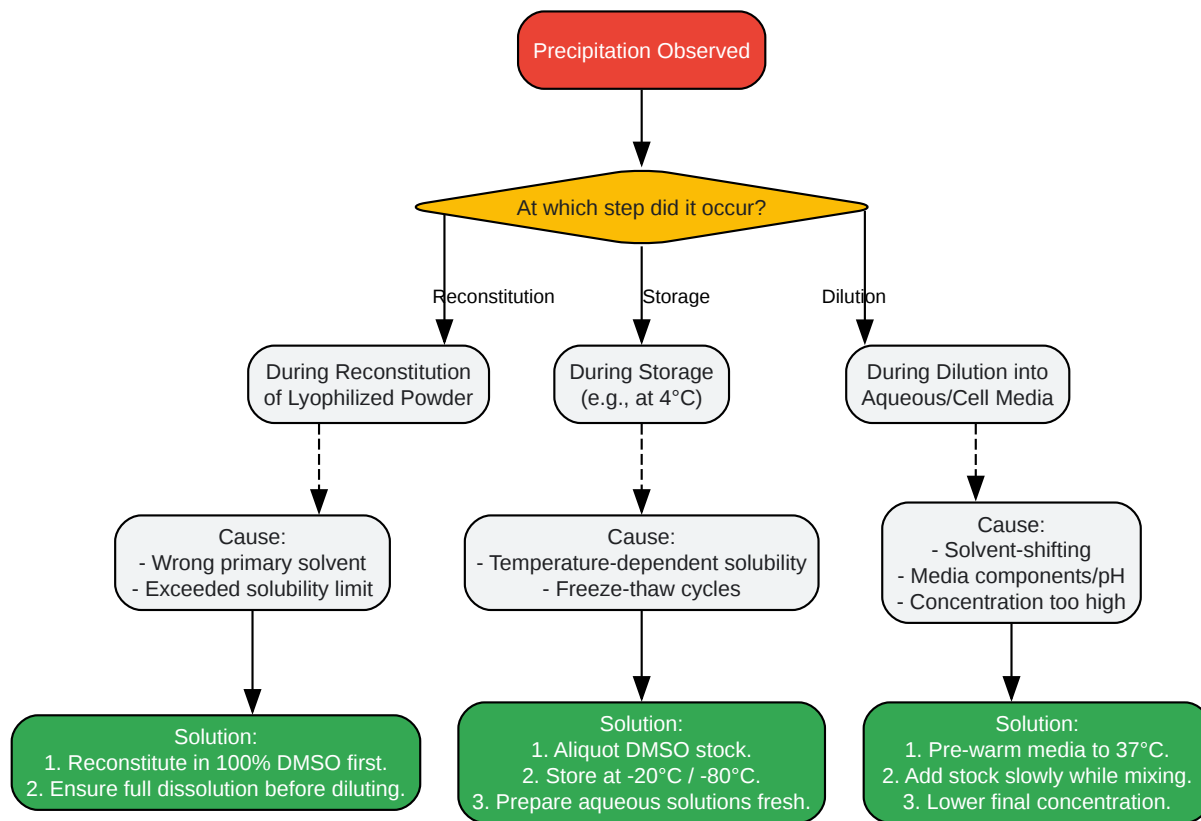 Precipitation Observed
At which step did it occur?
Reconstitution
Storage
Dilution
During Reconstitution
of Lyophilized Powder
During Storage
(e.g., at 4°C)
During Dilution into
Aqueous/Cell Media
Cause:
- Wrong primary solvent
- Exceeded solubility limit
Cause:
- Temperature-dependent solubility
- Freeze-thaw cycles
Cause:
- Solvent-shifting
- Media components/pH
- Concentration too high
Solution:
1. Reconstitute in 100% DMSO first.
2. Ensure full dissolution before diluting.
Solution:
1. Aliquot DMSO stock.
2. Store at -20°C / -80°C.
3. Prepare aqueous solutions fresh.
Solution:
1. Pre-warm media to 37°C.
2. Add stock slowly while mixing.
3. Lower final concentration.